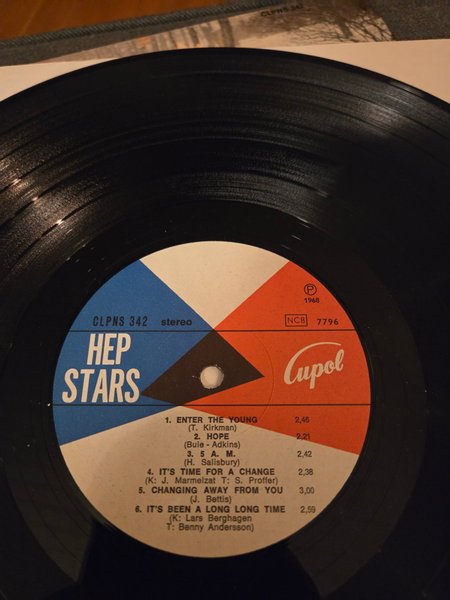 CLPNS 342
Ⓟ
1968
CLPNS 342 stereo
NCB 7796
HEP
STARS
Cupol
1. ENTER THE YOUNG 2,46
(T. Kirkman)
2. HOPE 2,21
(Buie - Adkins)
3. 5 A. M. 2,42
(H. Salisbury)
4. IT'S TIME FOR A CHANGE 2,38
(K: J. Marmelzat T: S. Proffer)
5. CHANGING AWAY FROM YOU 3,00
(J. Bettis)
6. IT'S BEEN A LONG LONG TIME 2,59
(K: Lars Berghagen
T: Benny Andersson)